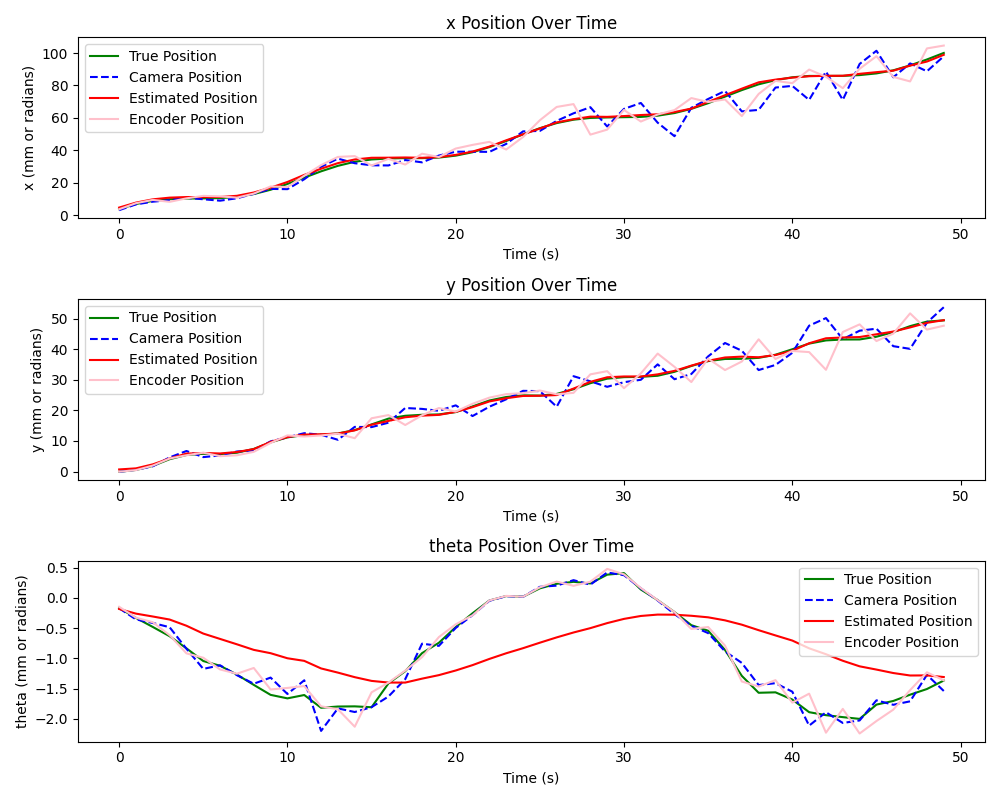 x Position Over Time
True Position
Camera Position
Estimated Position
Encoder Position
x (mm or radians)
100
80
60
40
20
0
0 10 20 30 40 50
Time (s)
y Position Over Time
True Position
Camera Position
Estimated Position
Encoder Position
y (mm or radians)
50
40
30
20
10
0
0 10 20 30 40 50
Time (s)
theta Position Over Time
True Position
Camera Position
Estimated Position
Encoder Position
theta (mm or radians)
0.5
0.0
−0.5
−1.0
−1.5
−2.0
0 10 20 30 40 50
Time (s)